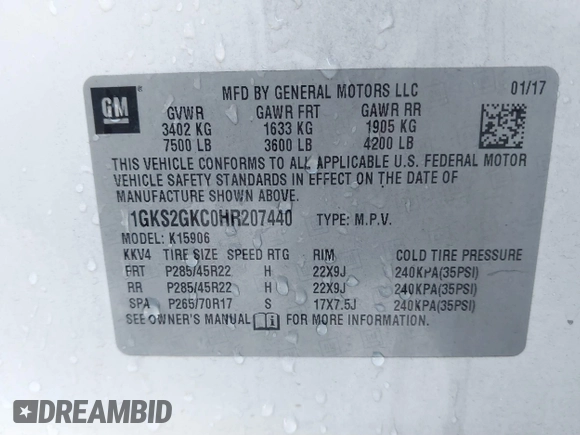 GM
®
MFD BY GENERAL MOTORS LLC 01/17
GVWR GAWR FRT GAWR RR
3402 KG 1633 KG 1905 KG
7500 LB 3600 LB 4200 LB
THIS VEHICLE CONFORMS TO ALL APPLICABLE U.S. FEDERAL MOTOR
VEHICLE SAFETY STANDARDS IN EFFECT ON THE DATE OF
MANUFACTURE SHOWN ABOVE.
1GKS2GKC0HR207440 TYPE: M.P.V.
MODEL: K15906
KKV4 TIRE SIZE SPEED RTG RIM COLD TIRE PRESSURE
FRT P285/45R22 H 22X9J 240KPA(35PSI)
RR P285/45R22 H 22X9J 240KPA(35PSI)
SPA P265/70R17 S 17X7.5J 240KPA(35PSI)
SEE OWNER'S MANUAL FOR MORE INFORMATION.
DREAMBID